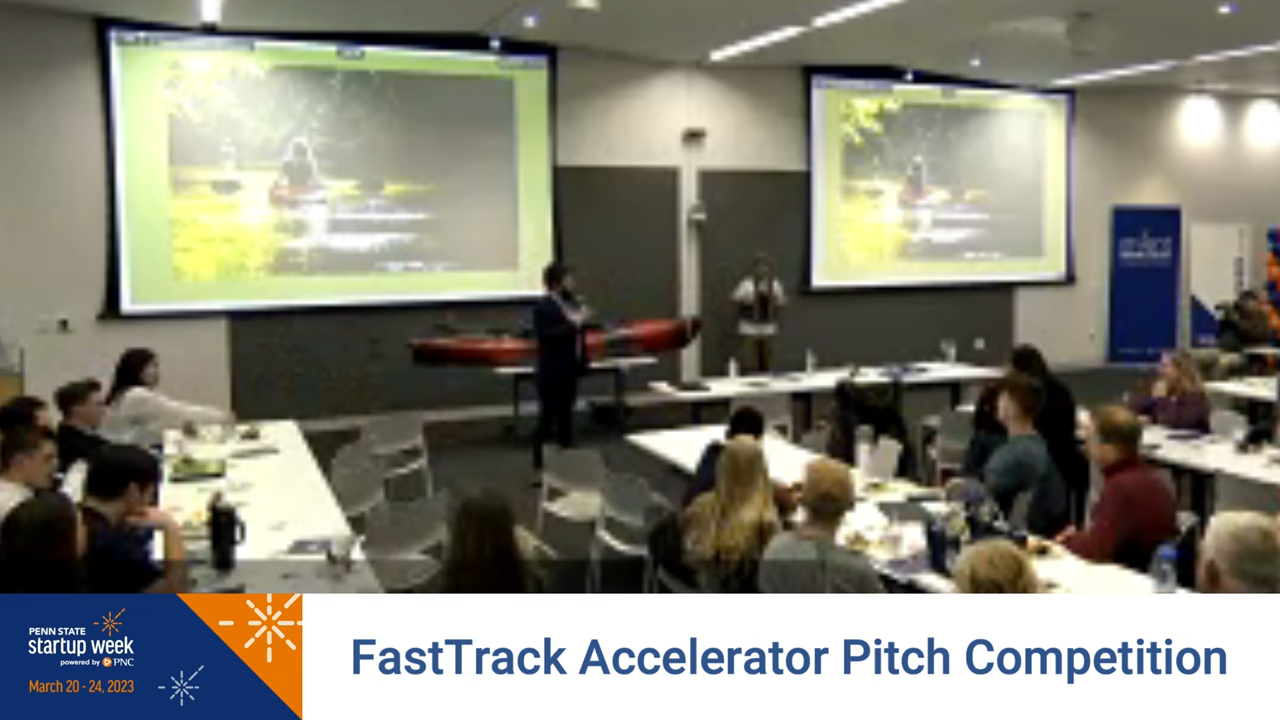 PENN STATE
startup week
powered by PNC
March 20 - 24, 2023
FastTrack Accelerator Pitch Competition